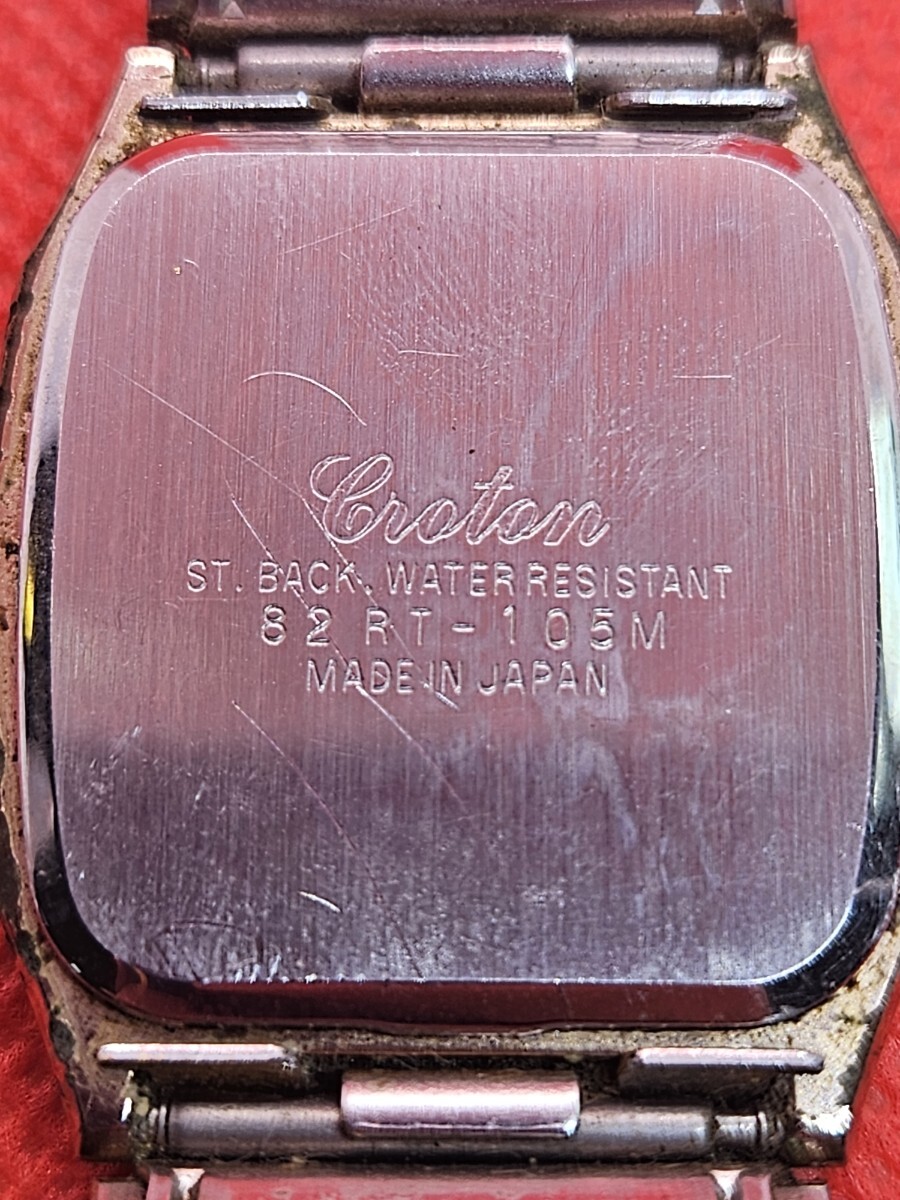 Croton
ST. BACK. WATER RESISTANT
82 RT-105M
MADE IN JAPAN